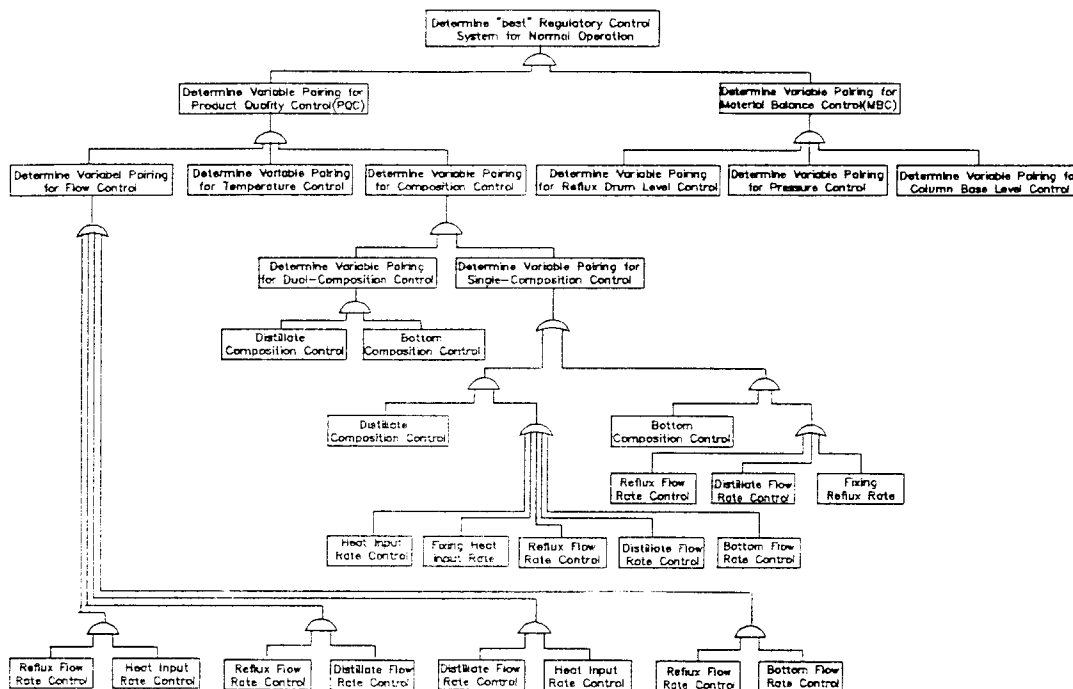 Determine "best" Regulatory Control
System for Normal Operation
Determine Variable Pairing for
Product Quality Control(PQC)
Determine Variable Pairing for
Material Balance Control(MBC)
Determine Variabel Pairing
for Flow Control
Determine Variable Pairing
for Temperature Control
Determine Variable Pairing
for Composition Control
Determine Variable Pairing
for Reflux Drum Level Control
Determine Variable Pairing
for Pressure Control
Determine Variable Pairing for
Column Base Level Control
Determine Variable Pairing
for Dual-Composition Control
Determine Variable Pairing for
Single-Composition Control
Distillate
Composition Control
Bottom
Composition Control
Distillate
Composition Control
Bottom
Composition Control
Reflux Flow
Rate Control
Distillate Flow
Rate Control
Fixing
Reflux Rate
Heat Input
Rate Control
Fixing Heat
Input Rate
Reflux Flow
Rate Control
Distillate Flow
Rate Control
Bottom Flow
Rate Control
Reflux Flow
Rate Control
Heat Input
Rate Control
Reflux Flow
Rate Control
Distillate Flow
Rate Control
Distillate Flow
Rate Control
Heat Input
Rate Control
Reflux Flow
Rate Control
Bottom Flow
Rate Control